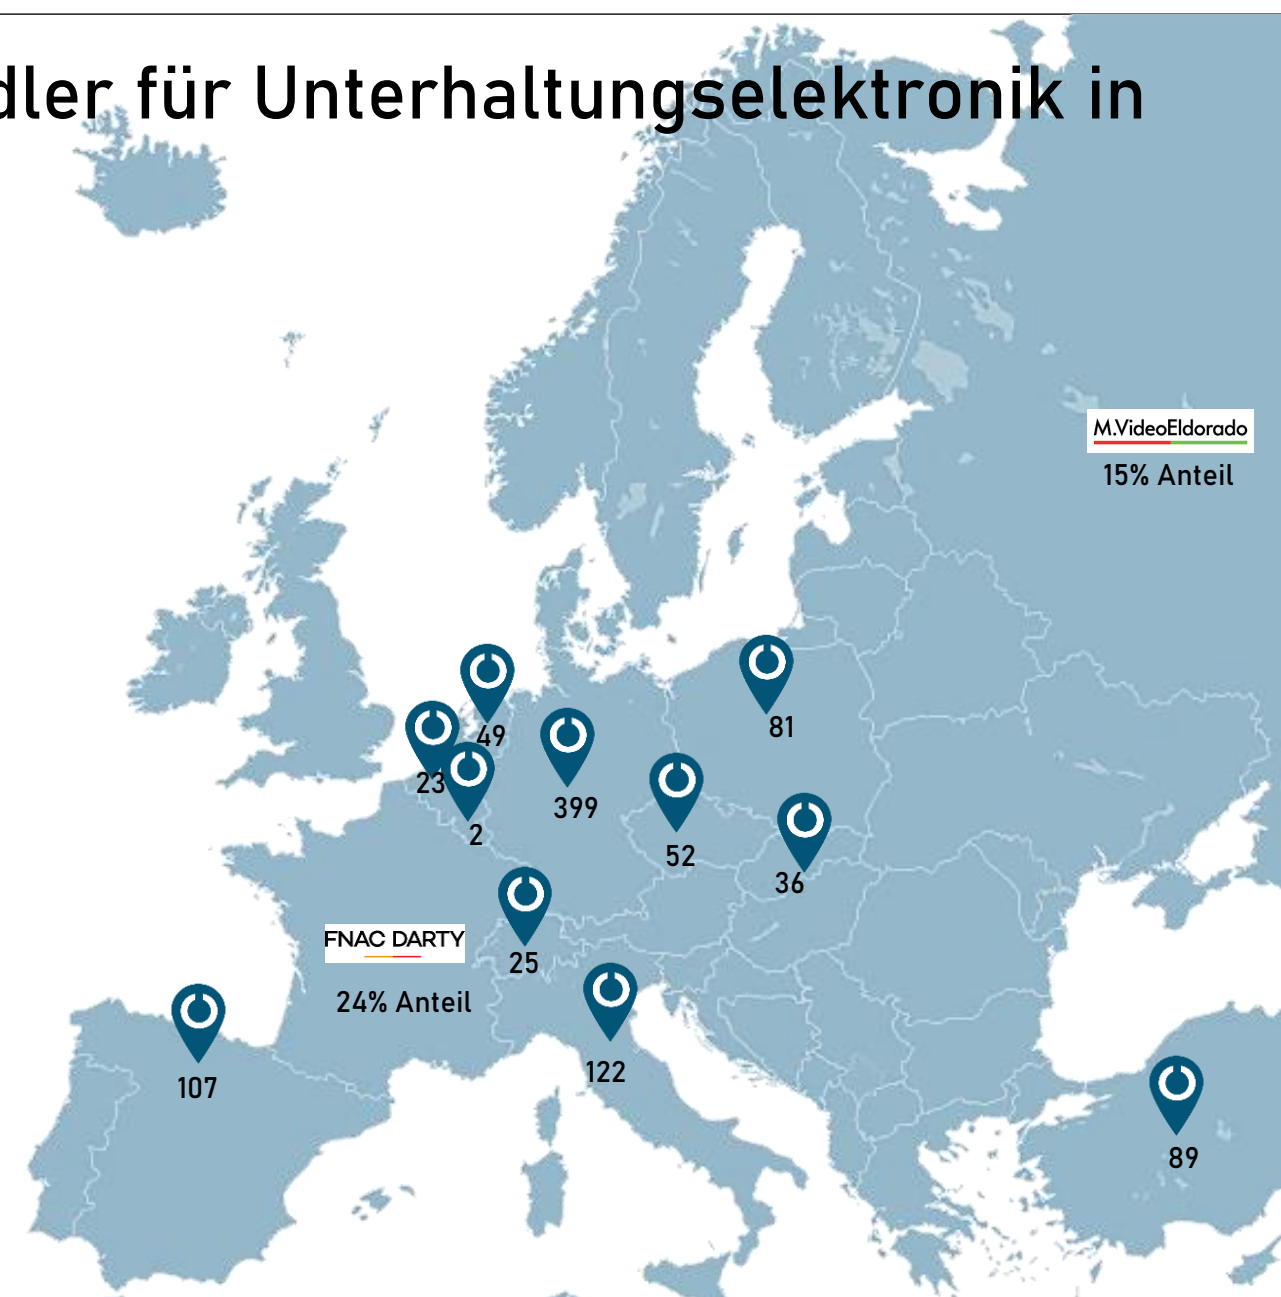 dler für Unterhaltungselektronik in
M.VideoEldorado
15% Anteil
81
49
23
399
2
52
36
FNAC DARTY
25
24% Anteil
122
107
89